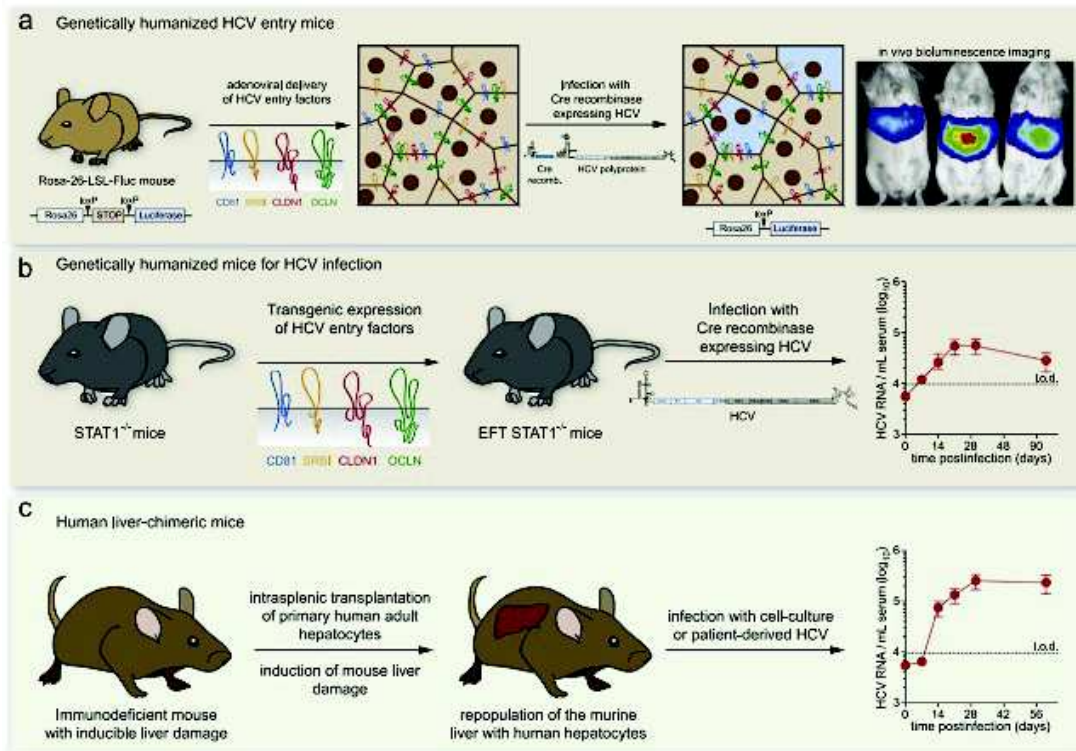 a Genetically humanized HCV entry mice
adenoviral delivery
of HCV entry factors
Infection with
Cre recombinase
expressing HCV
in vivo bioluminescence imaging
Rosa-26-LSL-Fluc mouse
loxP loxP
Rosa26 STOP Luciferase
CD81 SRBI CLDN1 OCLN
Cre
recomb.
HCV polyprotein
loxP
Rosa26 Luciferase
b Genetically humanized mice for HCV infection
Transgenic expression
of HCV entry factors
Infection with
Cre recombinase
expressing HCV
STAT1-/- mice
CD81 SRBI CLDN1 OCLN
EFT STAT1-/- mice
HCV
HCV RNA / mL serum (log10)
6
5
4
3
l.o.d.
0 14 28 48 90
time postinfection (days)
c Human liver-chimeric mice
intrasplenic transplantation
of primary human adult
hepatocytes
induction of mouse liver
damage
infection with cell-culture
or patient-derived HCV
Immunodeficient mouse
with inducible liver damage
repopulation of the murine
liver with human hepatocytes
HCV RNA / mL serum (log10)
6
5
4
3
l.o.d.
0 14 28 42 56
time postinfection (days)